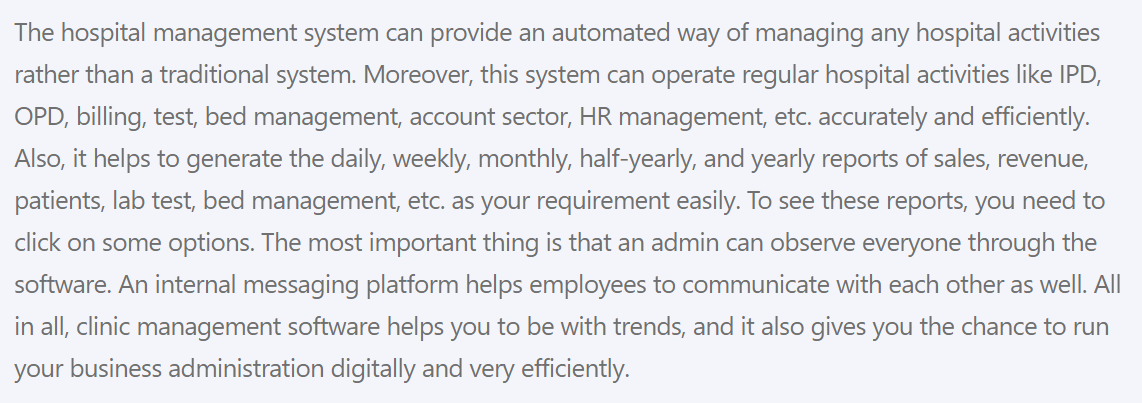 The hospital management system can provide an automated way of managing any hospital activities
rather than a traditional system. Moreover, this system can operate regular hospital activities like IPD,
OPD, billing, test, bed management, account sector, HR management, etc. accurately and efficiently.
Also, it helps to generate the daily, weekly, monthly, half-yearly, and yearly reports of sales, revenue,
patients, lab test, bed management, etc. as your requirement easily. To see these reports, you need to
click on some options. The most important thing is that an admin can observe everyone through the
software. An internal messaging platform helps employees to communicate with each other as well. All
in all, clinic management software helps you to be with trends, and it also gives you the chance to run
your business administration digitally and very efficiently.